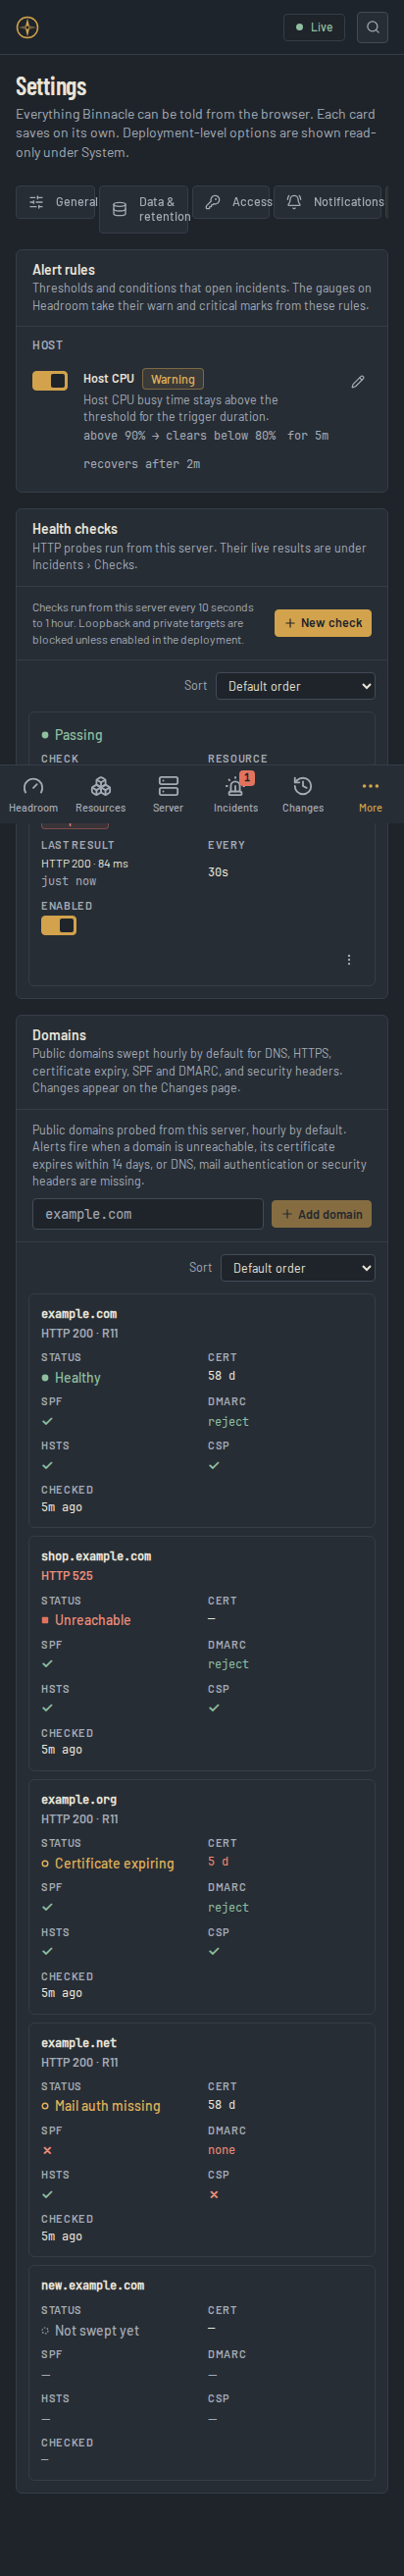 Live
Settings
Everything Binnacle can be told from the browser. Each card
saves on its own. Deployment-level options are shown read-
only under System.
General
Data &
retention
Access
Notifications
Alert rules
Thresholds and conditions that open incidents. The gauges on
Headroom take their warn and critical marks from these rules.
HOST
Host CPU Warning
Host CPU busy time stays above the
threshold for the trigger duration.
above 90% → clears below 80% for 5m
recovers after 2m
Health checks
HTTP probes run from this server. Their live results are under
Incidents › Checks.
Checks run from this server every 10 seconds
to 1 hour. Loopback and private targets are
blocked unless enabled in the deployment.
+ New check
Sort Default order
Passing
CHECK RESOURCE
1
Headroom Resources Server Incidents Changes More
LAST RESULT EVERY
HTTP 200 · 84 ms
just now
30s
ENABLED
Domains
Public domains swept hourly by default for DNS, HTTPS,
certificate expiry, SPF and DMARC, and security headers.
Changes appear on the Changes page.
Public domains probed from this server, hourly by default.
Alerts fire when a domain is unreachable, its certificate
expires within 14 days, or DNS, mail authentication or security
headers are missing.
example.com + Add domain
Sort Default order
example.com
HTTP 200 · R11
STATUS CERT
Healthy 58 d
SPF DMARC
✓ reject
HSTS CSP
✓ ✓
CHECKED
5m ago
shop.example.com
HTTP 525
STATUS CERT
Unreachable —
SPF DMARC
✓ reject
HSTS CSP
✓ ✓
CHECKED
5m ago
example.org
HTTP 200 · R11
STATUS CERT
Certificate expiring 5 d
SPF DMARC
✓ reject
HSTS CSP
✓ ✓
CHECKED
5m ago
example.net
HTTP 200 · R11
STATUS CERT
Mail auth missing 58 d
SPF DMARC
✕ none
HSTS CSP
✓ ✕
CHECKED
5m ago
new.example.com
STATUS CERT
Not swept yet —
SPF DMARC
— —
HSTS CSP
— —
CHECKED
—